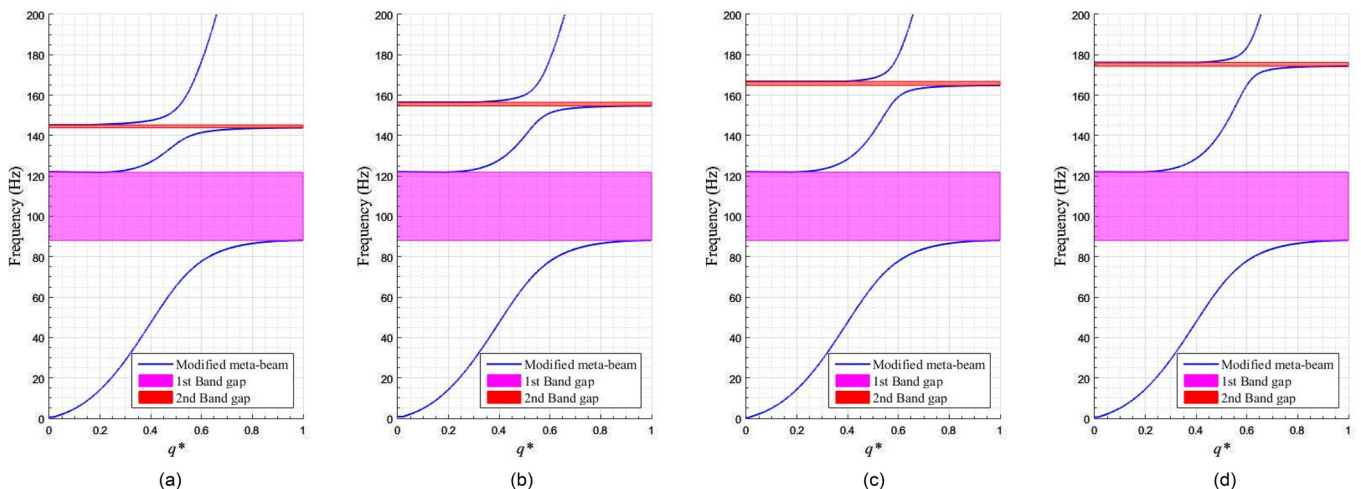 200
180
160
140
120
100
80
60
40
20
0
Frequency (Hz)
Modified meta-beam
1st Band gap
2nd Band gap
0 0.2 0.4 0.6 0.8 1
q*
(a)
200
180
160
140
120
100
80
60
40
20
0
Frequency (Hz)
Modified meta-beam
1st Band gap
2nd Band gap
0 0.2 0.4 0.6 0.8 1
q*
(b)
200
180
160
140
120
100
80
60
40
20
0
Frequency (Hz)
Modified meta-beam
1st Band gap
2nd Band gap
0 0.2 0.4 0.6 0.8 1
q*
(c)
200
180
160
140
120
100
80
60
40
20
0
Frequency (Hz)
Modified meta-beam
1st Band gap
2nd Band gap
0 0.2 0.4 0.6 0.8 1
q*
(d)